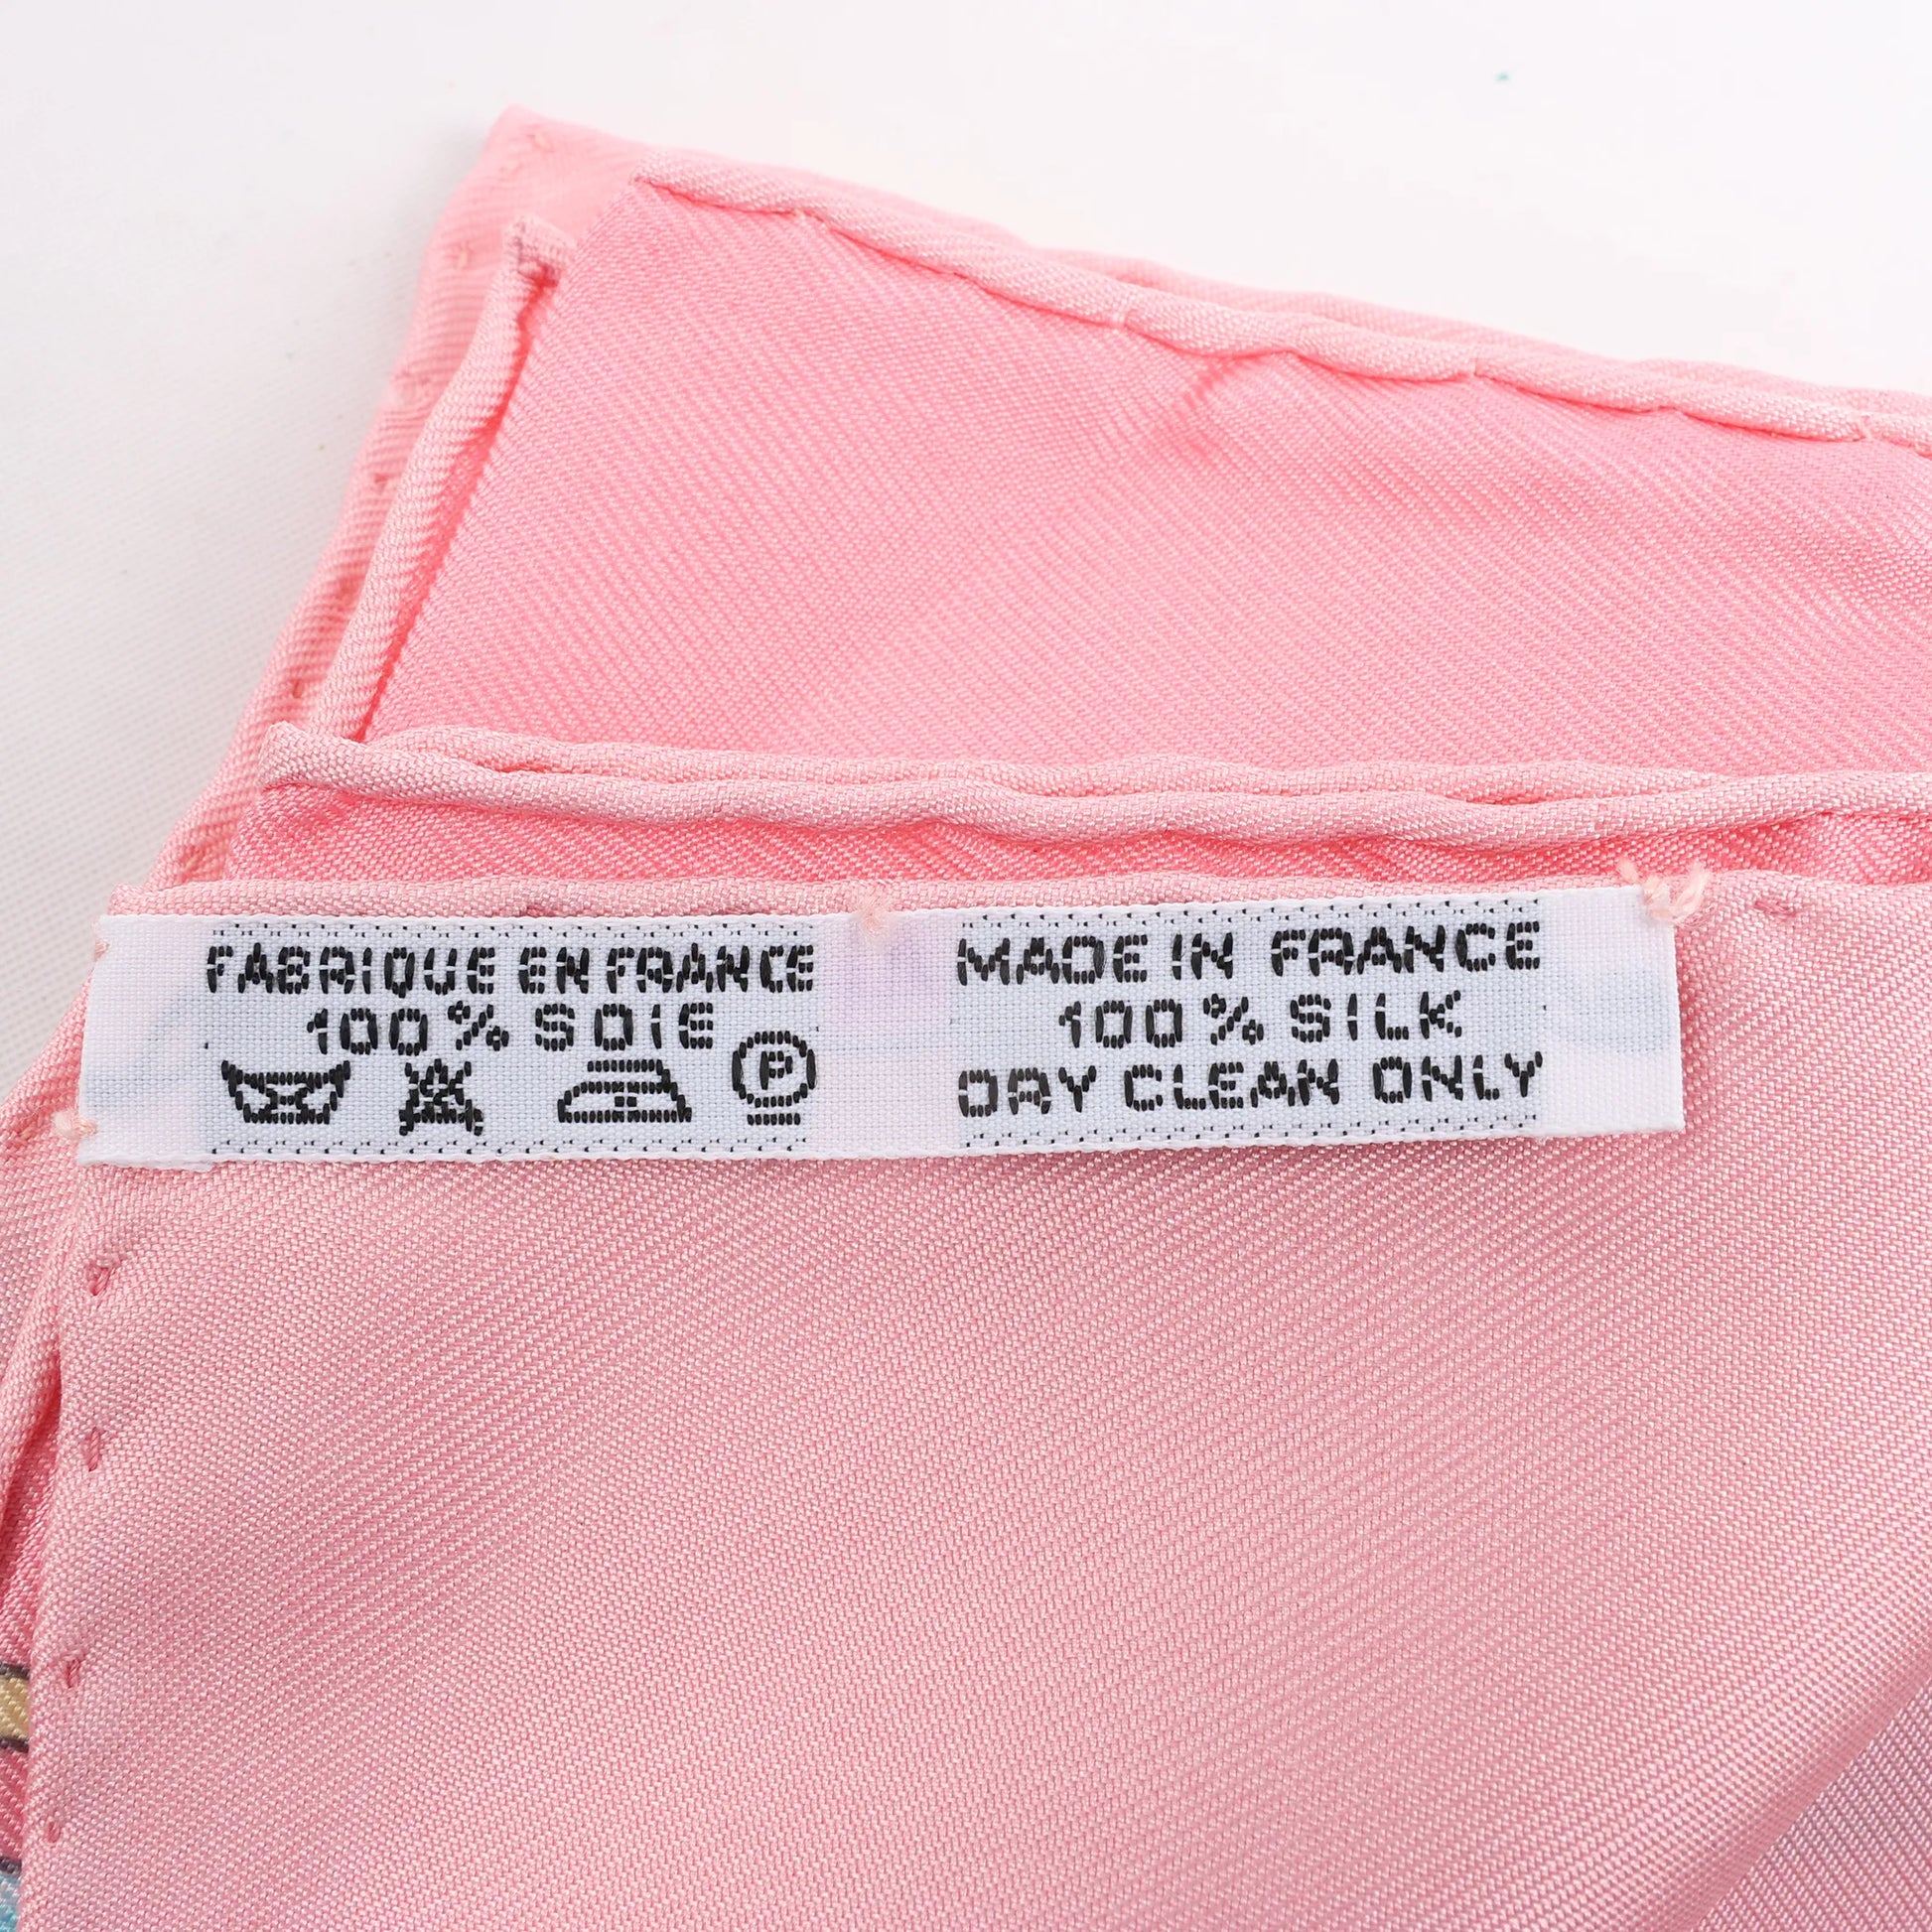 FABRIQUE EN FRANCE
100% SOIE
P
MADE IN FRANCE
100% SILK
DRY CLEAN ONLY